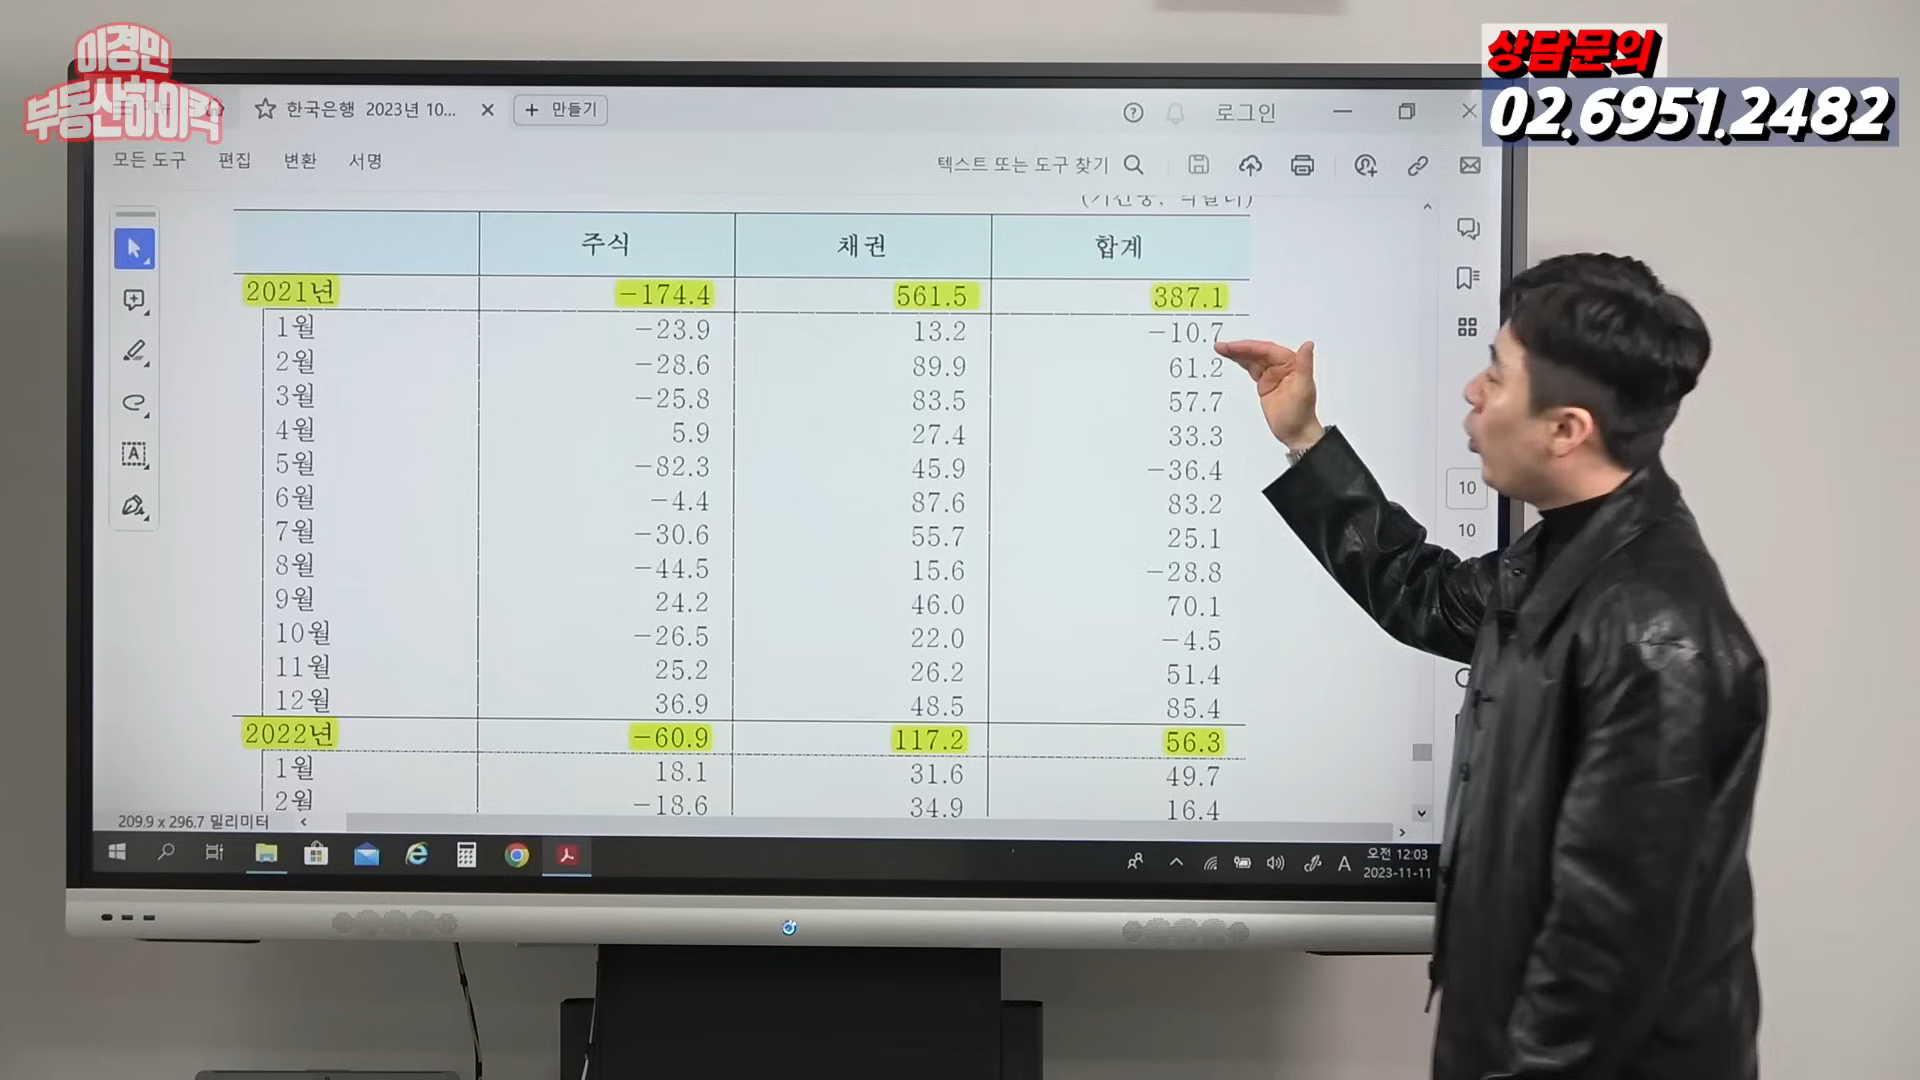 이경민
부동산하이킥
상담문의
02.6951.2482
한국은행 2023년 10...
만들기
로그인
모든 도구 편집 변환 서명
텍스트 또는 도구 찾기
주식 채권 합계
2021년 -174.4 561.5 387.1
1월 -23.9 13.2 -10.7
2월 -28.6 89.9 61.2
3월 -25.8 83.5 57.7
4월 5.9 27.4 33.3
5월 -82.3 45.9 -36.4
6월 -4.4 87.6 83.2
7월 -30.6 55.7 25.1
8월 -44.5 15.6 -28.8
9월 24.2 46.0 70.1
10월 -26.5 22.0 -4.5
11월 25.2 26.2 51.4
12월 36.9 48.5 85.4
2022년 -60.9 117.2 56.3
1월 18.1 31.6 49.7
2월 -18.6 34.9 16.4
10
10
209.9 x 296.7 밀리미터
A
오전 12:03
2023-11-11